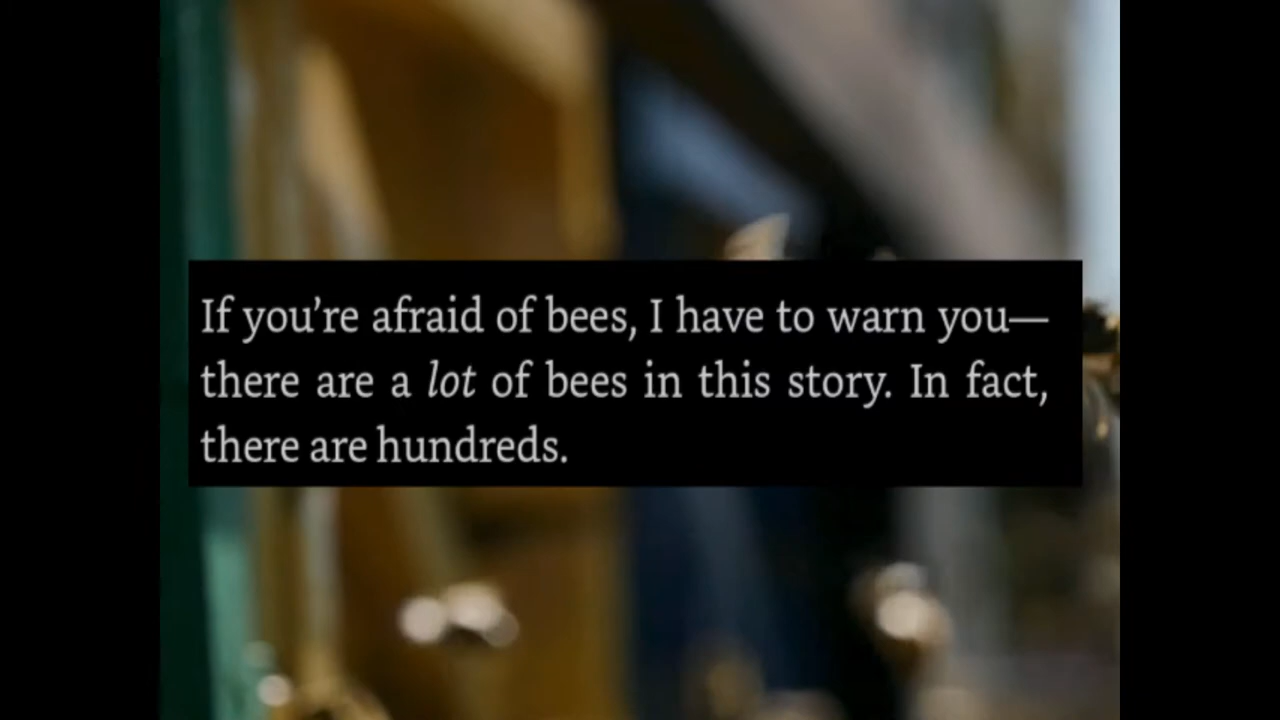 If you’re afraid of bees, I have to warn you—
there are a lot of bees in this story. In fact,
there are hundreds.